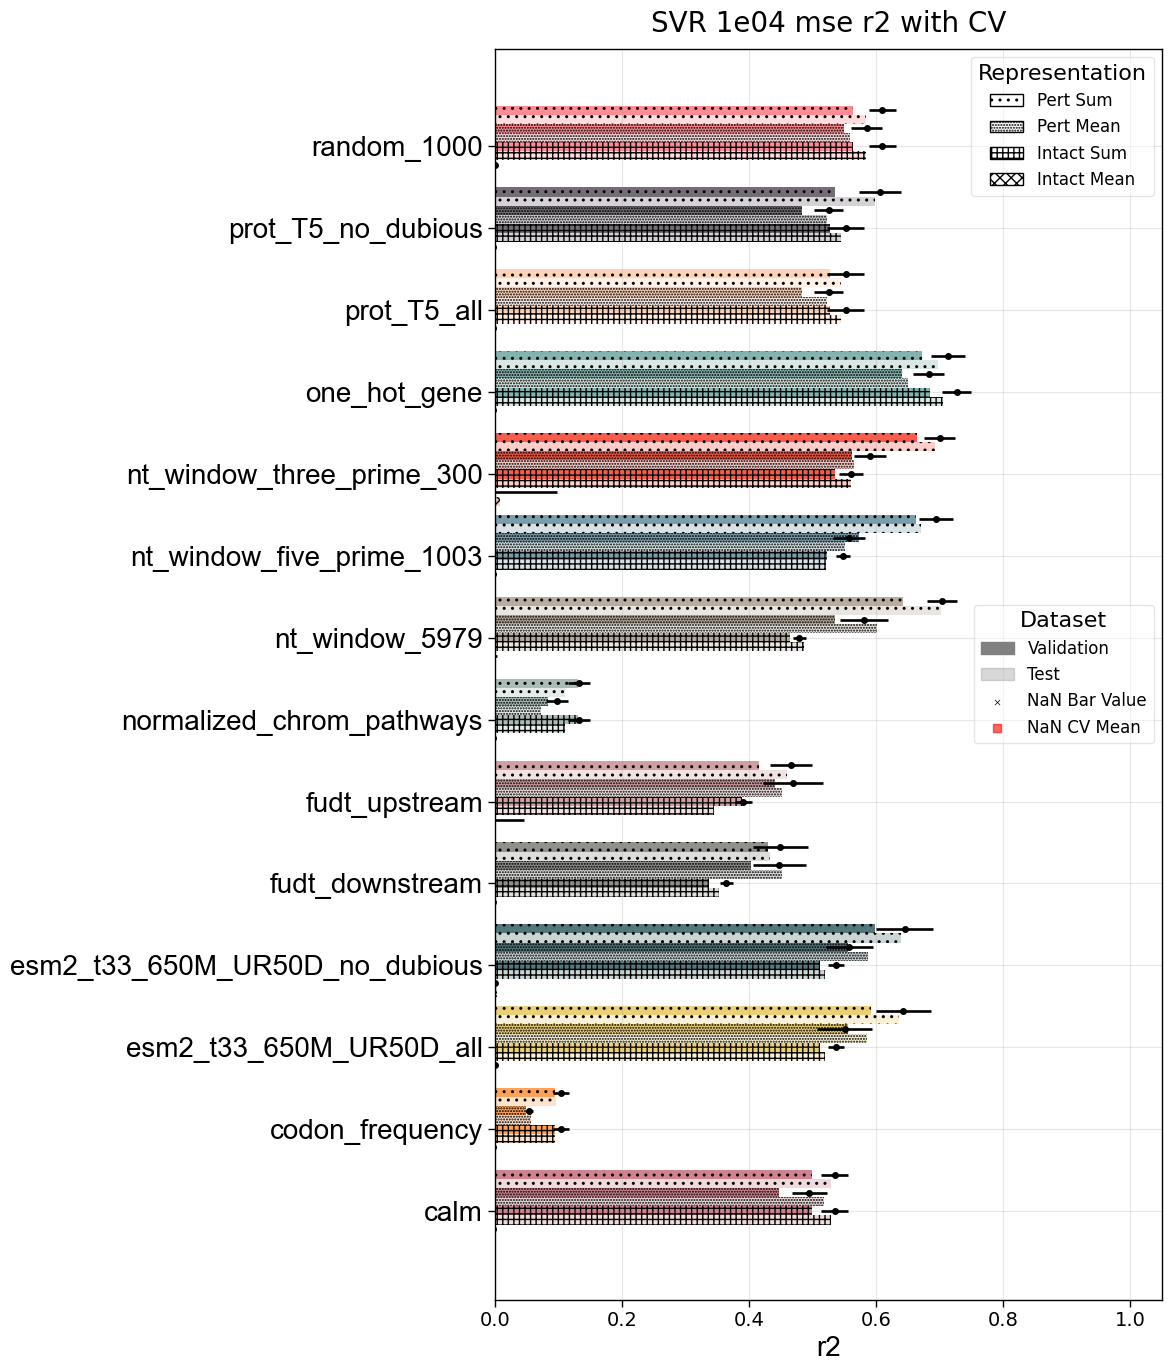 SVR 1e04 mse r2 with CV
Representation
Pert Sum
Pert Mean
Intact Sum
Intact Mean
random_1000
prot_T5_no_dubious
prot_T5_all
one_hot_gene
nt_window_three_prime_300
nt_window_five_prime_1003
nt_window_5979
Dataset
Validation
Test
NaN Bar Value
NaN CV Mean
normalized_chrom_pathways
fudt_upstream
fudt_downstream
esm2_t33_650M_UR50D_no_dubious
esm2_t33_650M_UR50D_all
codon_frequency
calm
0.0 0.2 0.4 0.6 0.8 1.0
r2